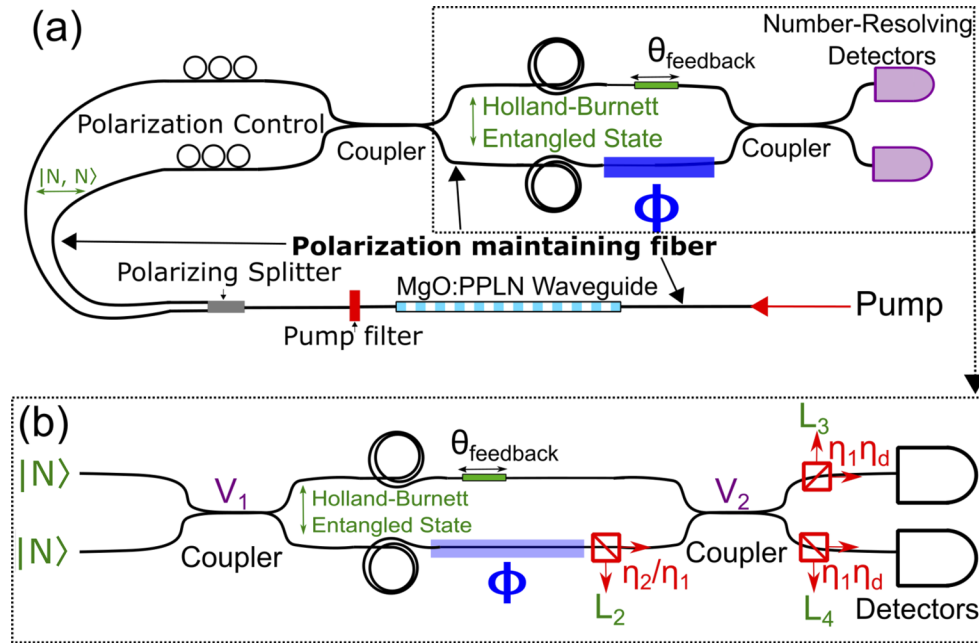 (a)
Polarization Control
|N, N⟩
Coupler
θfeedback
Holland-Burnett
Entangled State
Φ
Coupler
Number-Resolving
Detectors
Polarization maintaining fiber
Polarizing Splitter
Pump filter
MgO:PPLN Waveguide
Pump
(b)
|N⟩
|N⟩
V₁
Coupler
θfeedback
Holland-Burnett
Entangled State
Φ
L₂
η₂/η₁
V₂
Coupler
L₃
η₁ηd
η₁ηd
L₄
Detectors